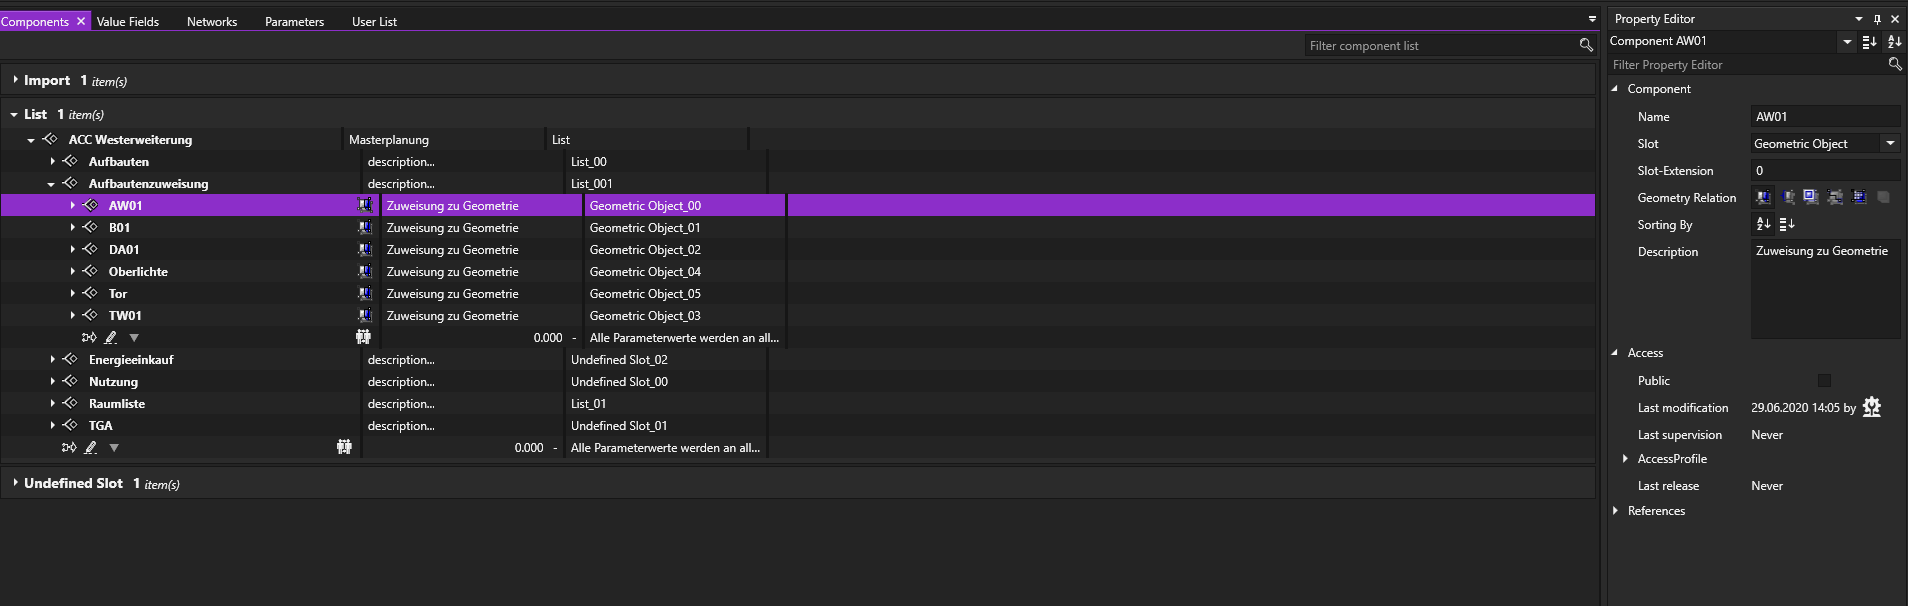 Components Value Fields Networks Parameters User List
Filter component list
Import 1 item(s)
List 1 item(s)
ACC Westerweiterung Masterplanung List
Aufbauten description... List_00
Aufbautenzuweisung description... List_001
AW01 Zuweisung zu Geometrie Geometric Object_00
B01 Zuweisung zu Geometrie Geometric Object_01
DA01 Zuweisung zu Geometrie Geometric Object_02
Oberlichte Zuweisung zu Geometrie Geometric Object_04
Tor Zuweisung zu Geometrie Geometric Object_05
TW01 Zuweisung zu Geometrie Geometric Object_03
0.000 - Alle Parameterwerte werden an all...
Energieeinkauf description... Undefined Slot_02
Nutzung description... Undefined Slot_00
Raumliste description... List_01
TGA description... Undefined Slot_01
0.000 - Alle Parameterwerte werden an all...
Undefined Slot 1 item(s)
Property Editor
Component AW01
Filter Property Editor
Component
Name AW01
Slot Geometric Object
Slot-Extension 0
Geometry Relation
Sorting By
Description Zuweisung zu Geometrie
Access
Public
Last modification 29.06.2020 14:05 by
Last supervision Never
AccessProfile
Last release Never
References